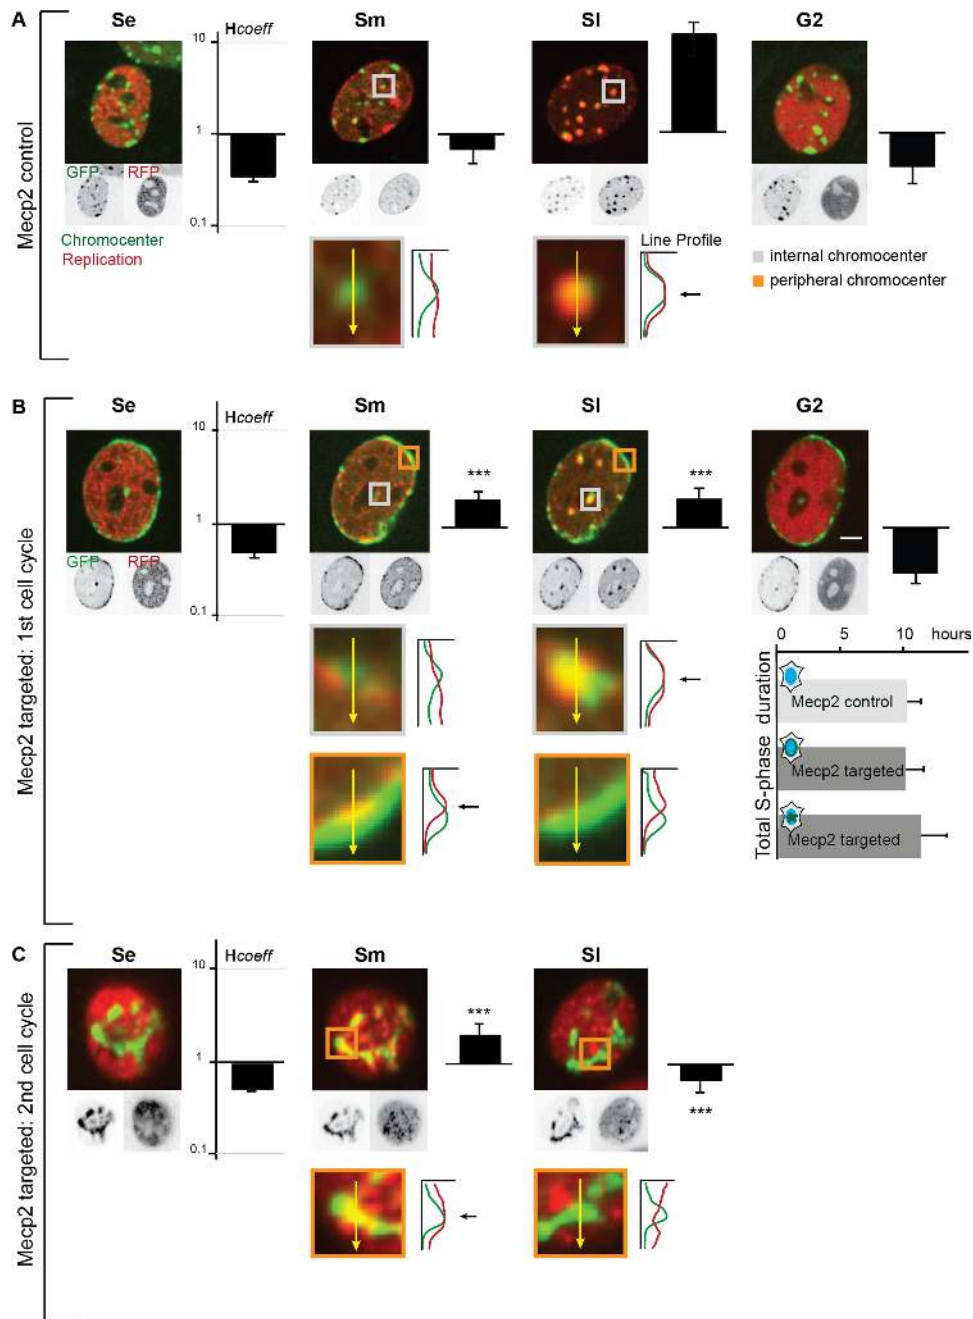 A
Mecp2 control
Se
Hcoeff
Sm
Sl
G2
10
1
0.1
GFP RFP
Chromocenter
Replication
Line Profile
internal chromocenter
peripheral chromocenter
B
Mecp2 targeted: 1st cell cycle
Se
Hcoeff
Sm
Sl
G2
10
1
0.1
***
***
GFP RFP
0 5 10 hours
Total S-phase duration
Mecp2 control
Mecp2 targeted
Mecp2 targeted
C
Mecp2 targeted: 2nd cell cycle
Se
Hcoeff
Sm
Sl
10
1
0.1
***
***